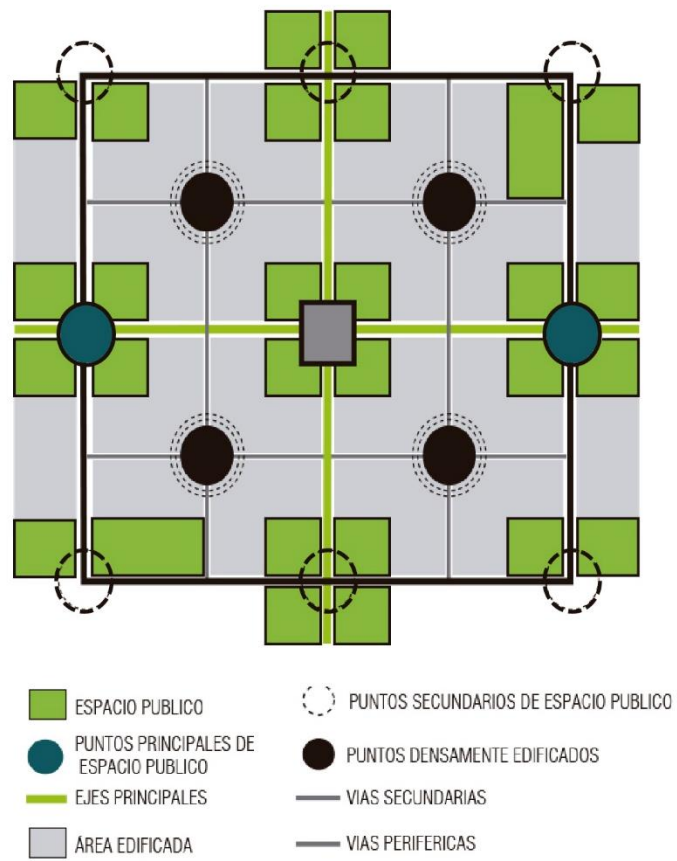 ESPACIO PUBLICO
PUNTOS SECUNDARIOS DE ESPACIO PUBLICO
PUNTOS PRINCIPALES DE
ESPACIO PUBLICO
PUNTOS DENSAMENTE EDIFICADOS
EJES PRINCIPALES
VIAS SECUNDARIAS
ÁREA EDIFICADA
VIAS PERIFERICAS